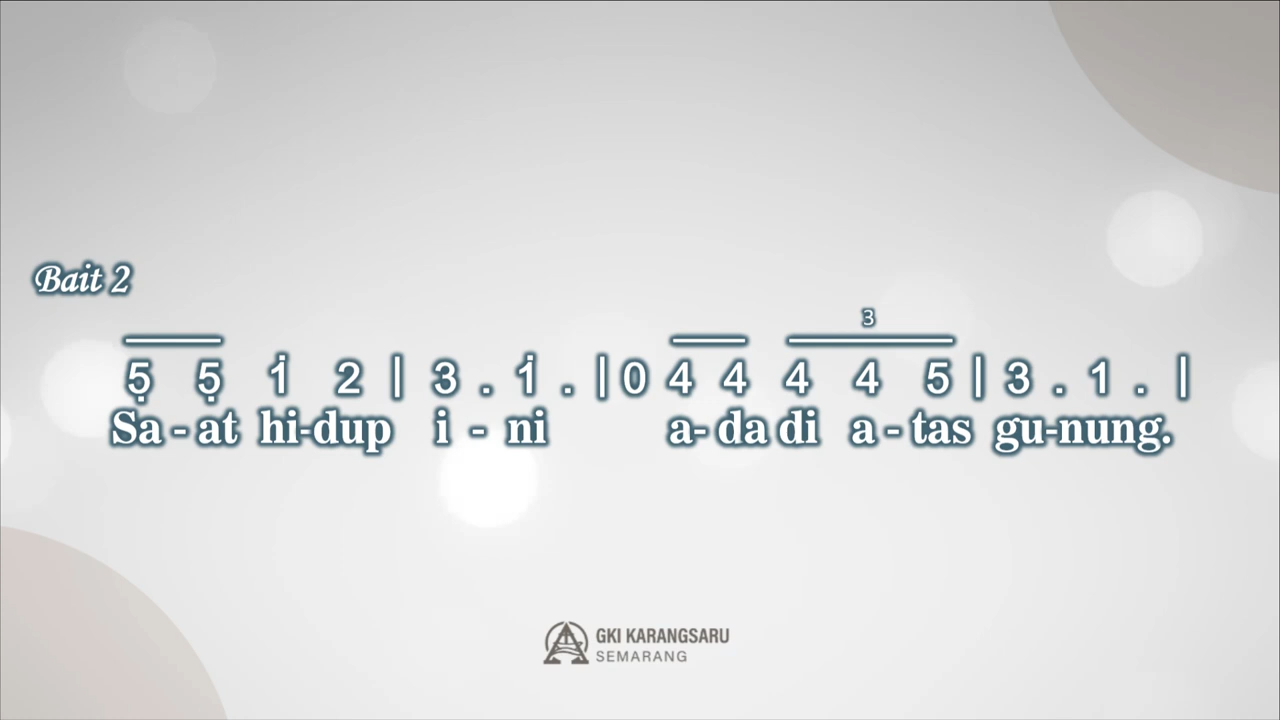 Bait 2
3
5̣ 5̣ 1̇ 2 | 3 . 1̇ . | 0 4 4 4 4 5 | 3 . 1 . |
Sa - at hi-dup i - ni a- da di a - tas gu-nung.
GKI KARANGSARU
SEMARANG